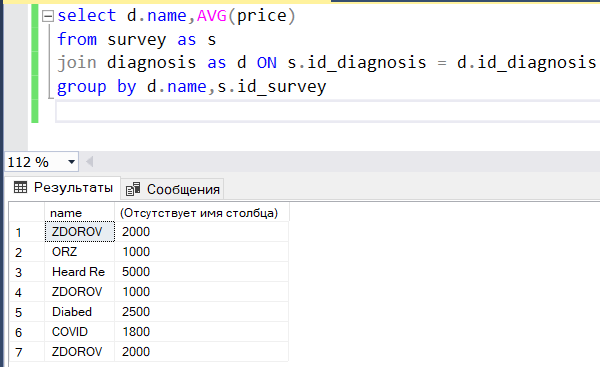 select d.name,AVG(price)
from survey as s
join diagnosis as d ON s.id_diagnosis = d.id_diagnosis
group by d.name,s.id_survey
112 %
Результаты Сообщения
name (Отсутствует имя столбца)
1 ZDOROV 2000
2 ORZ 1000
3 Heard Re 5000
4 ZDOROV 1000
5 Diabed 2500
6 COVID 1800
7 ZDOROV 2000